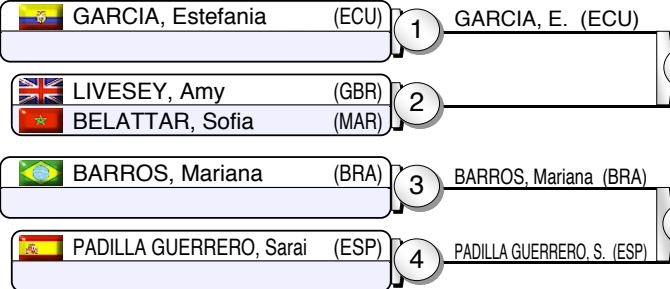 GARCIA, Estefania (ECU) 1 GARCIA, E. (ECU)
LIVESEY, Amy (GBR)
2
BELATTAR, Sofia (MAR)
BARROS, Mariana (BRA) 3 BARROS, Mariana (BRA)
PADILLA GUERRERO, Sarai (ESP) 4 PADILLA GUERRERO, S. (ESP)